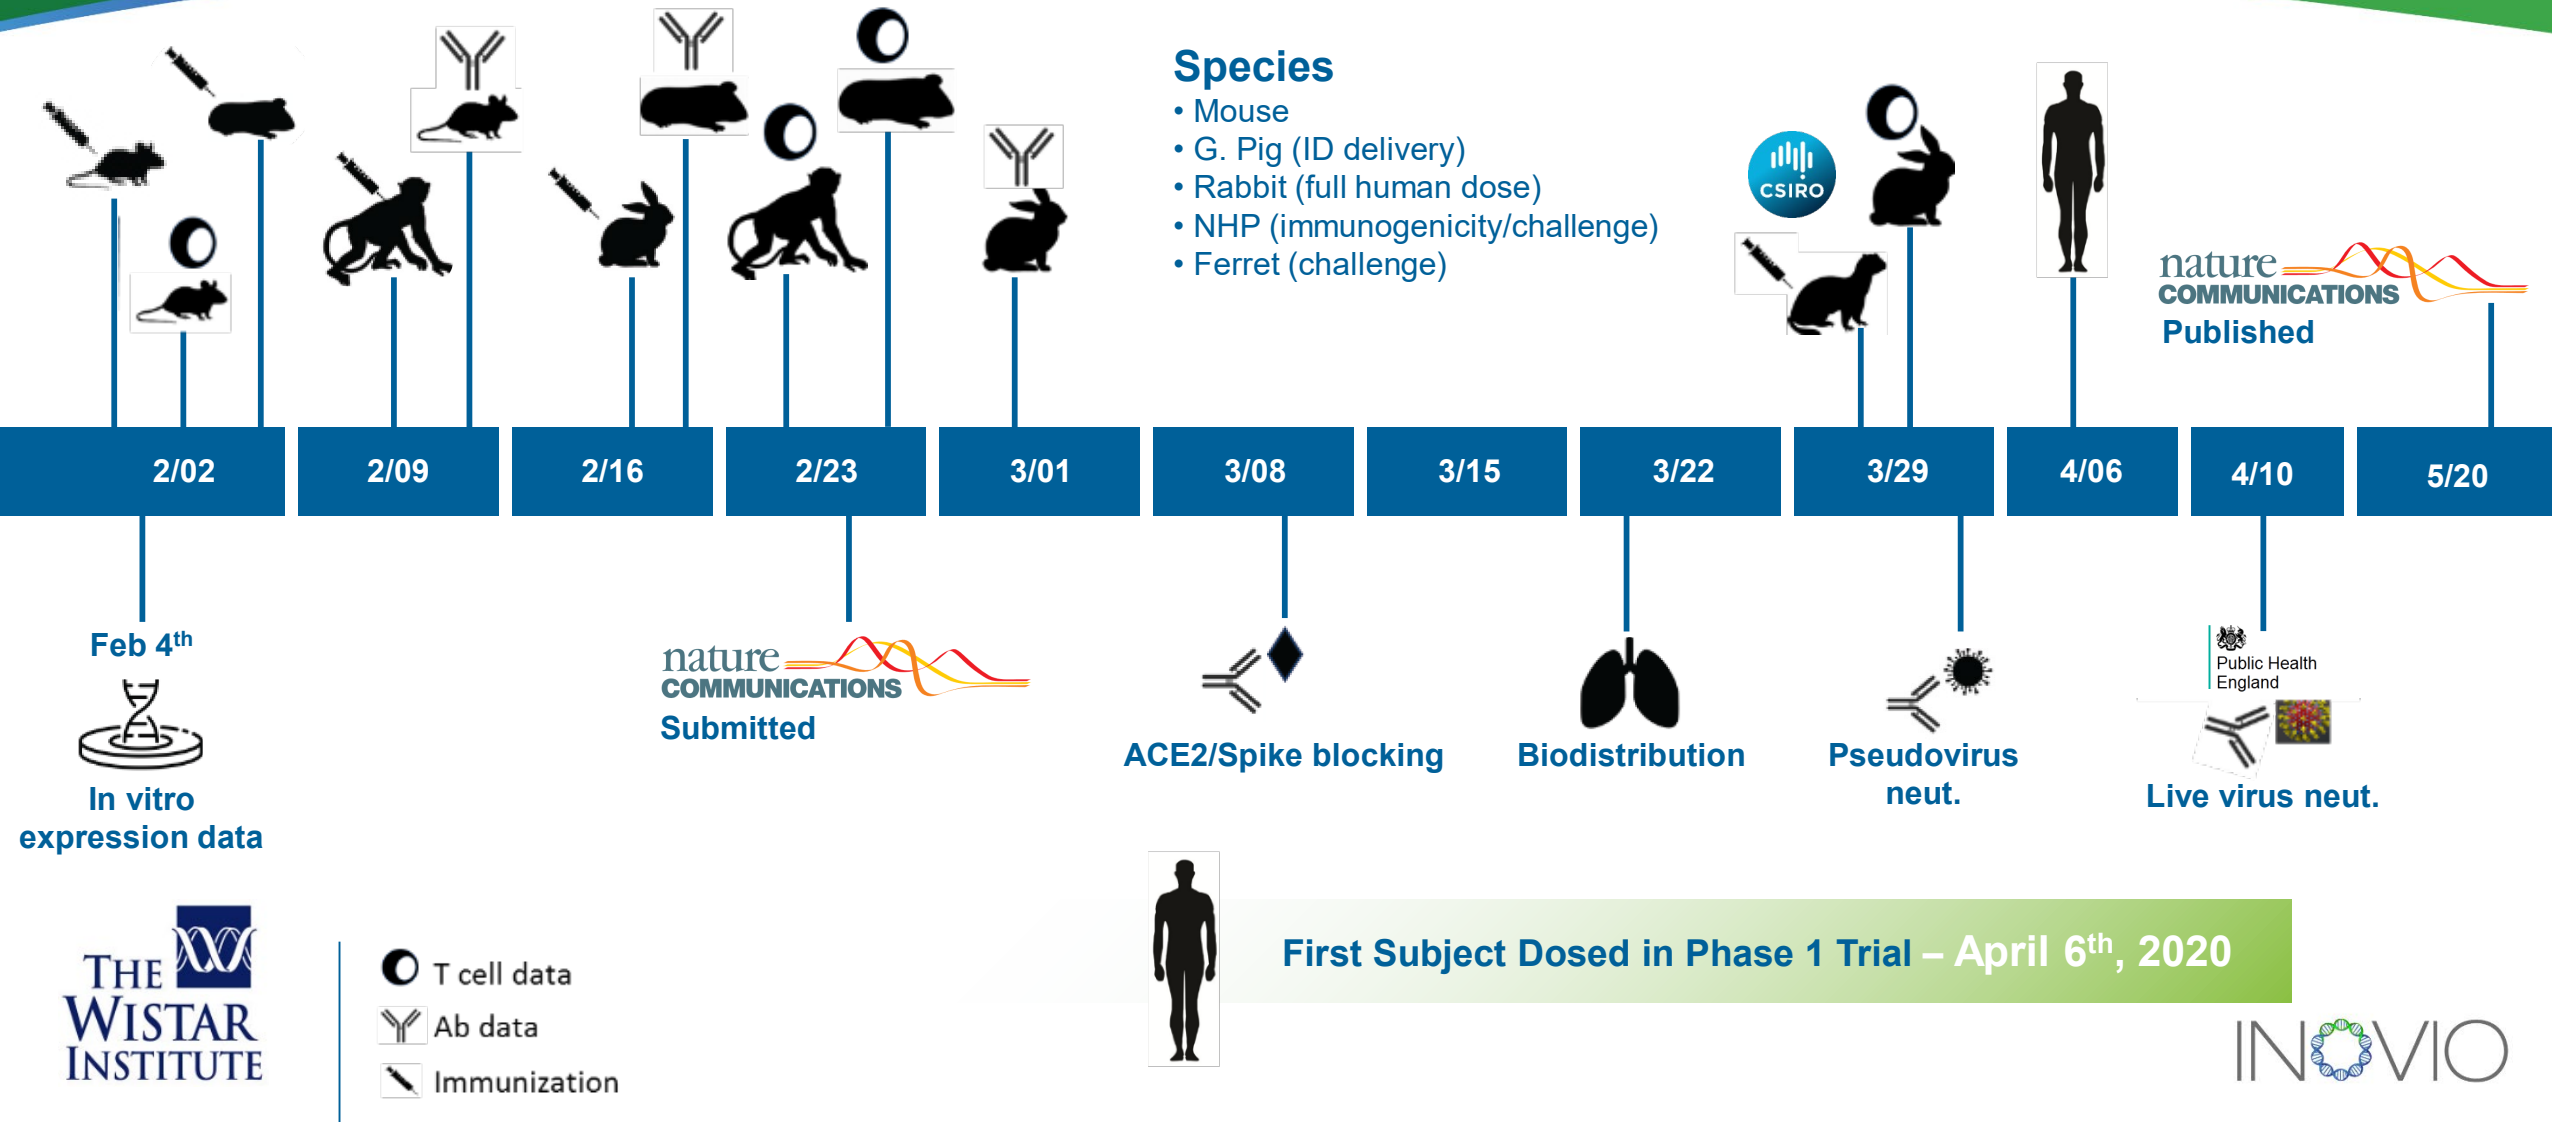 Species
• Mouse
• G. Pig (ID delivery)
• Rabbit (full human dose)
• NHP (immunogenicity/challenge)
• Ferret (challenge)
CSIRO
nature
COMMUNICATIONS
Published
2/02
2/09
2/16
2/23
3/01
3/08
3/15
3/22
3/29
4/06
4/10
5/20
Feb 4th
In vitro
expression data
nature
COMMUNICATIONS
Submitted
ACE2/Spike blocking
Biodistribution
Pseudovirus
neut.
Public Health
England
Live virus neut.
First Subject Dosed in Phase 1 Trial – April 6th, 2020
THE
WISTAR
INSTITUTE
T cell data
Ab data
Immunization
INOVIO